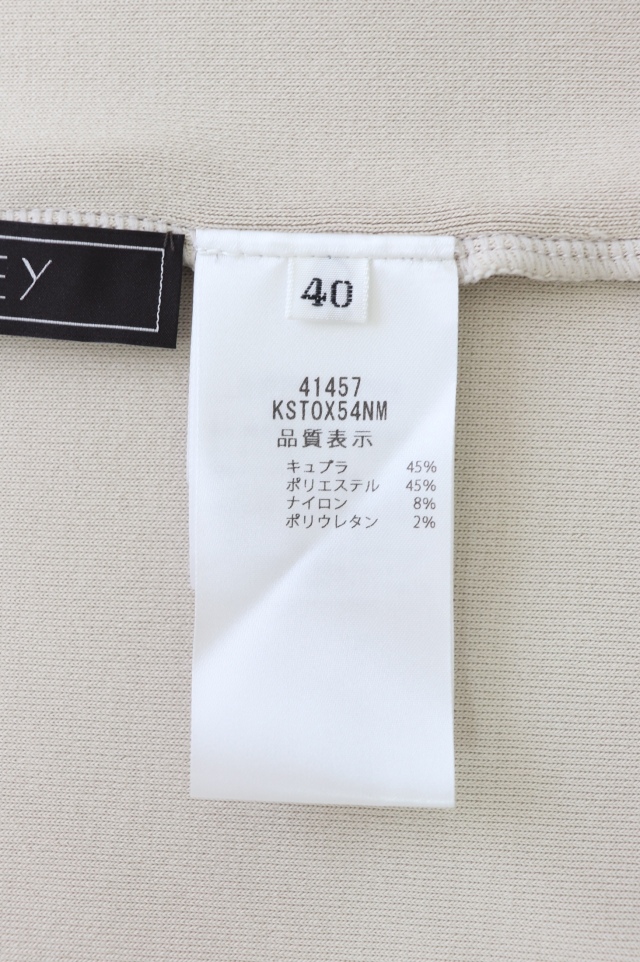 EY
40
41457
KSTOX54NM
品質表示
キュプラ 45%
ポリエステル 45%
ナイロン 8%
ポリウレタン 2%